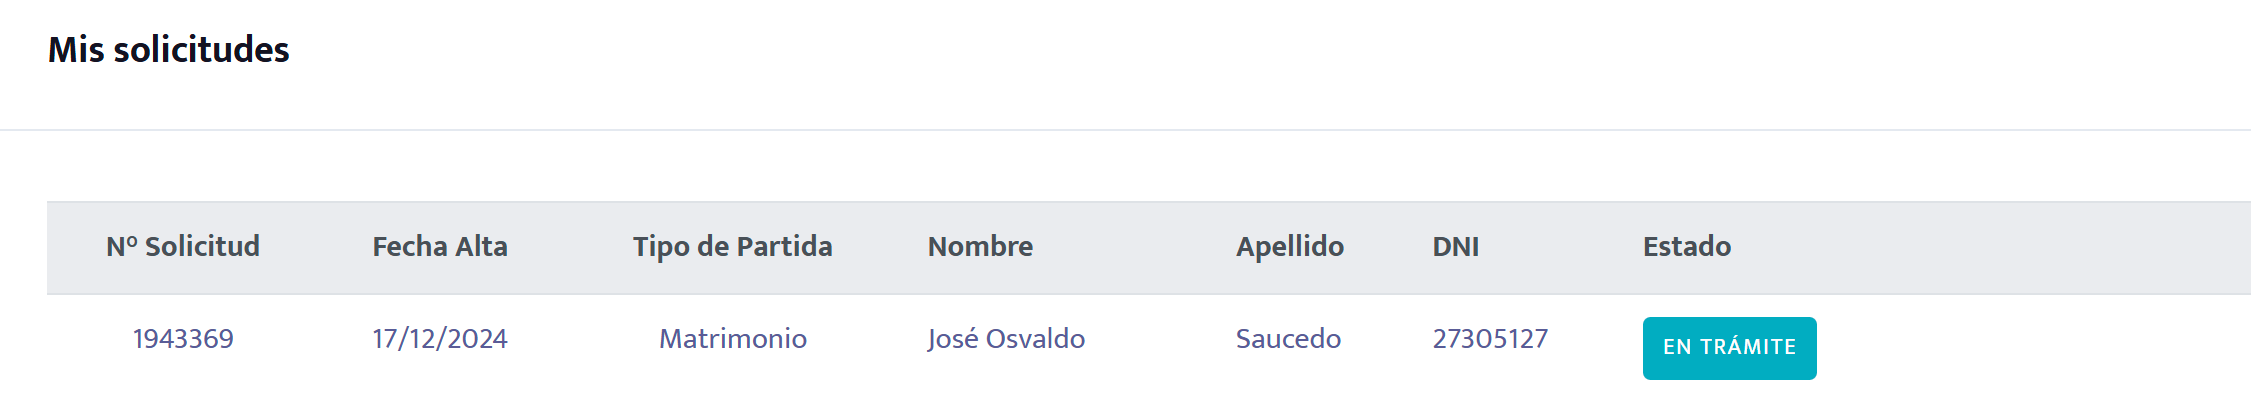 Mis solicitudes
Nº Solicitud Fecha Alta Tipo de Partida Nombre Apellido DNI Estado
1943369 17/12/2024 Matrimonio José Osvaldo Saucedo 27305127 EN TRÁMITE